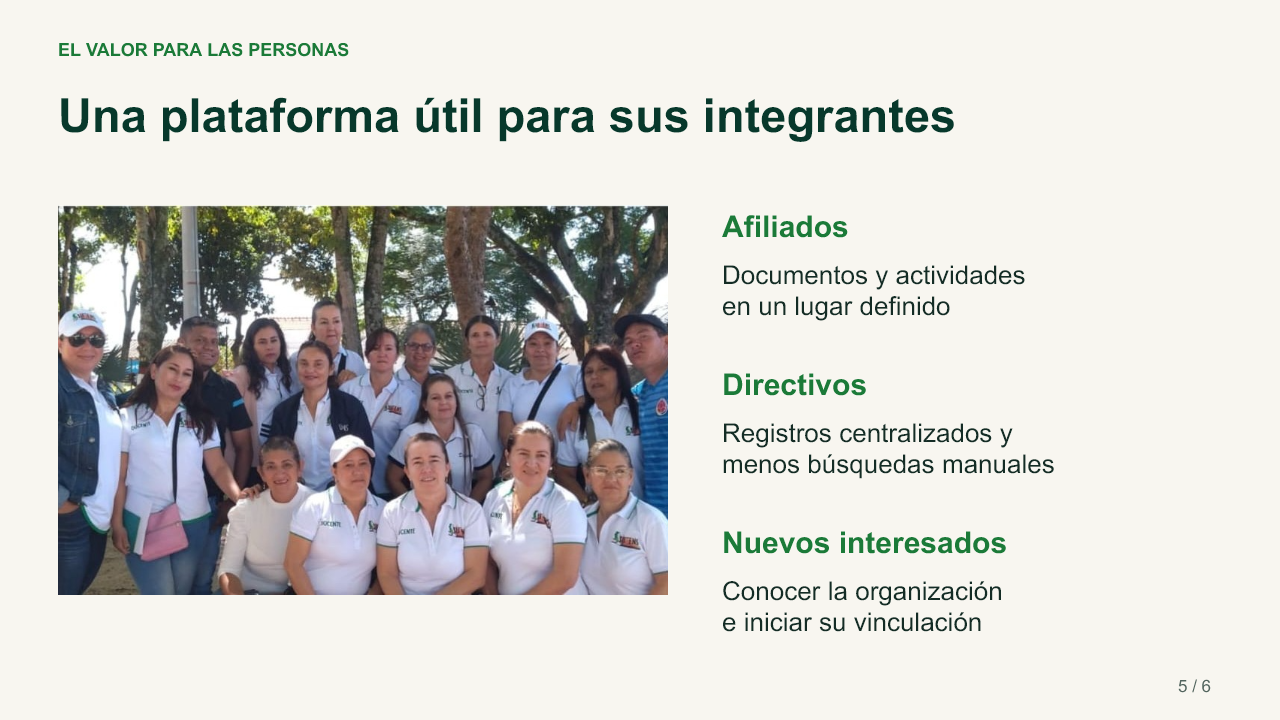 EL VALOR PARA LAS PERSONAS
Una plataforma útil para sus integrantes
Afiliados
Documentos y actividades
en un lugar definido
Directivos
Registros centralizados y
menos búsquedas manuales
Nuevos interesados
Conocer la organización
e iniciar su vinculación
DOCENTE
5 / 6